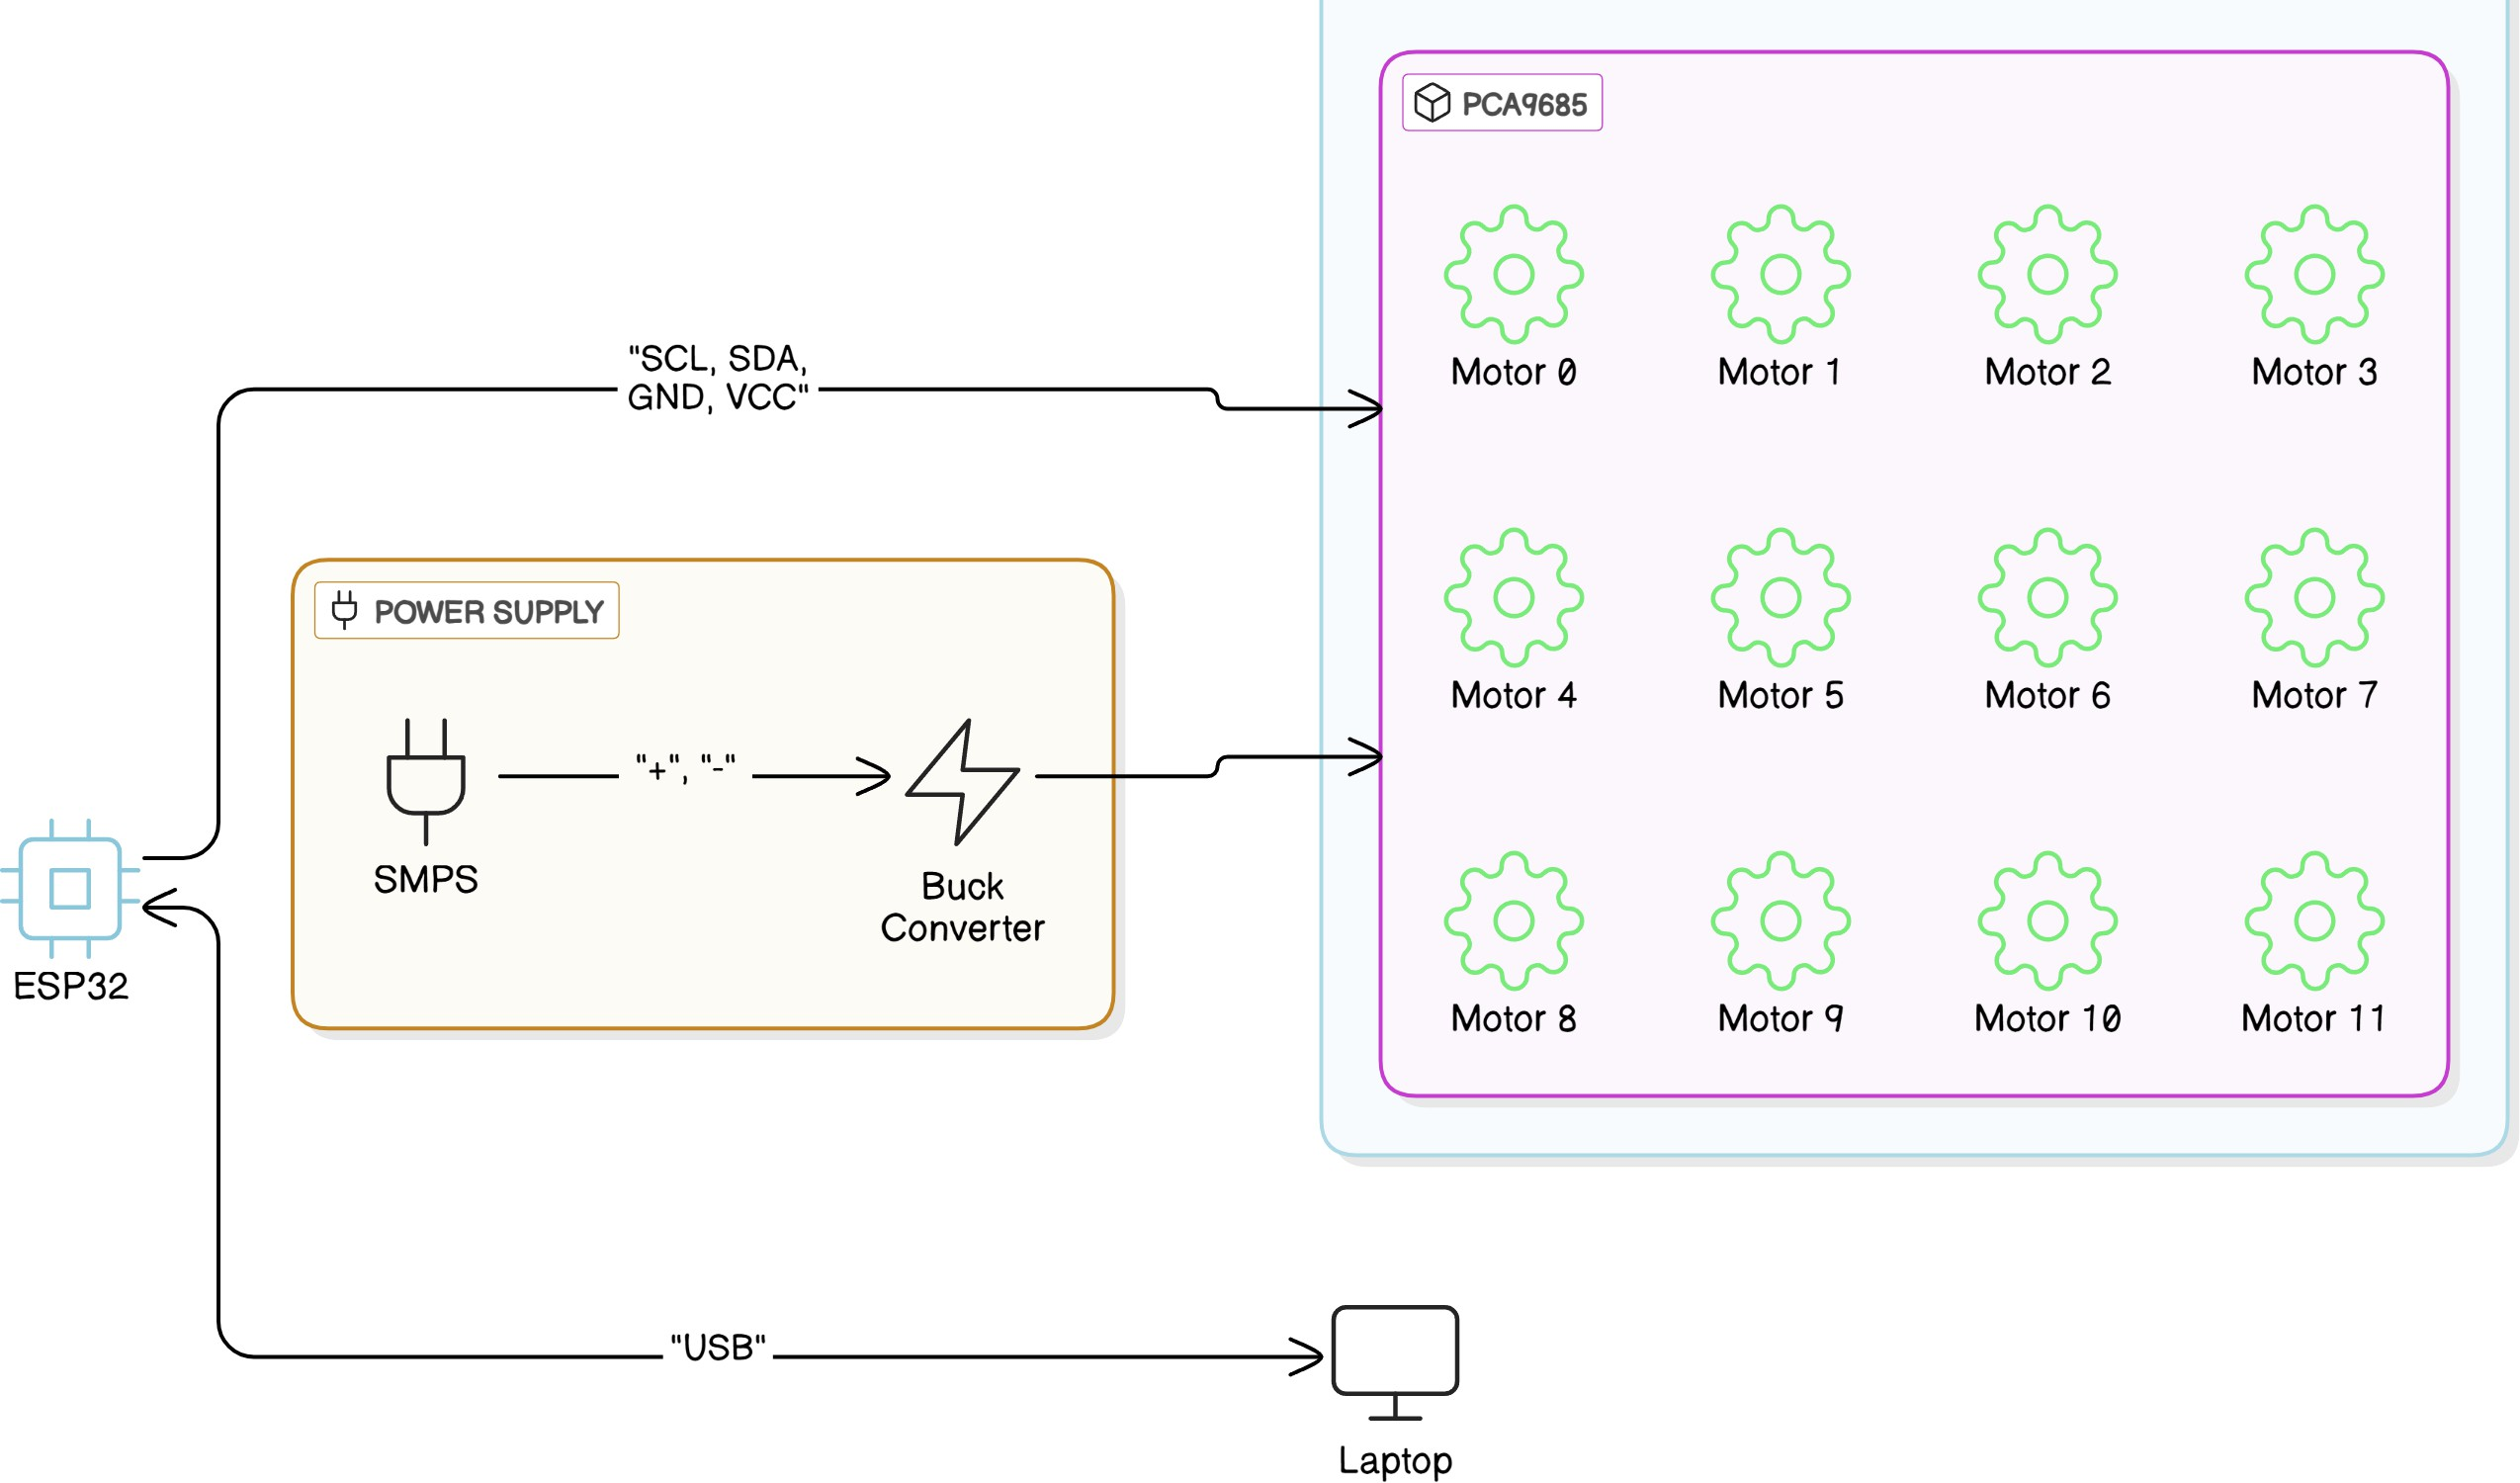 PCA9685
Motor 0
Motor 1
Motor 2
Motor 3
"SCL, SDA,
GND, VCC"
POWER SUPPLY
Motor 4
Motor 5
Motor 6
Motor 7
"+", "-"
SMPS
Buck
Converter
ESP32
Motor 8
Motor 9
Motor 10
Motor 11
"USB"
Laptop